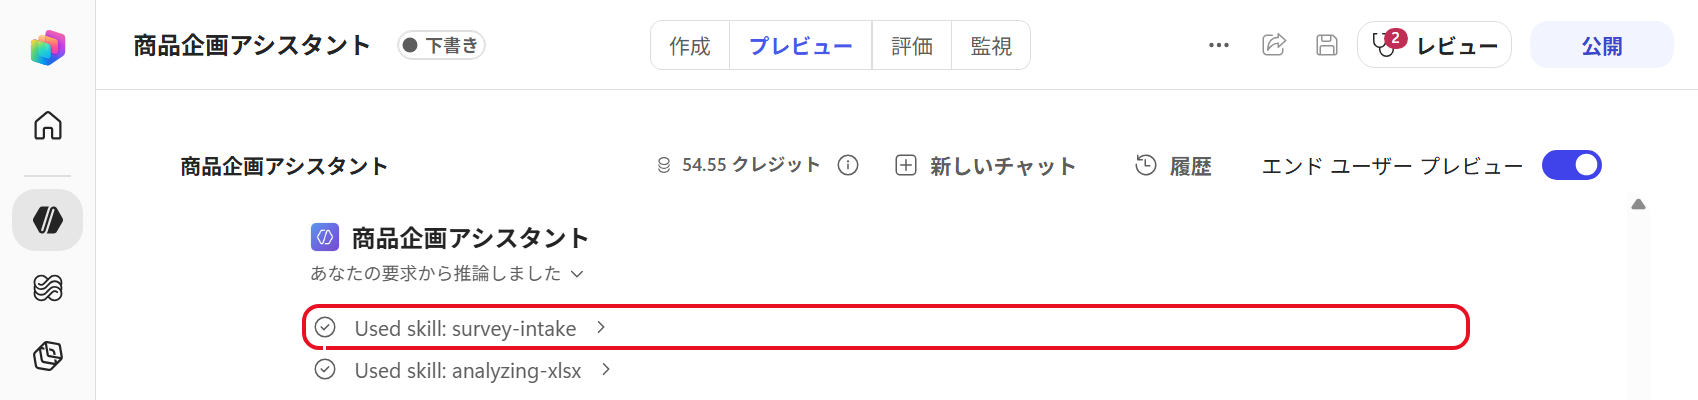 商品企画アシスタント 下書き 作成 プレビュー 評価 監視 2 レビュー 公開
商品企画アシスタント 54.55 クレジット 新しいチャット 履歴 エンド ユーザー プレビュー
商品企画アシスタント
あなたの要求から推論しました
Used skill: survey-intake
Used skill: analyzing-xlsx